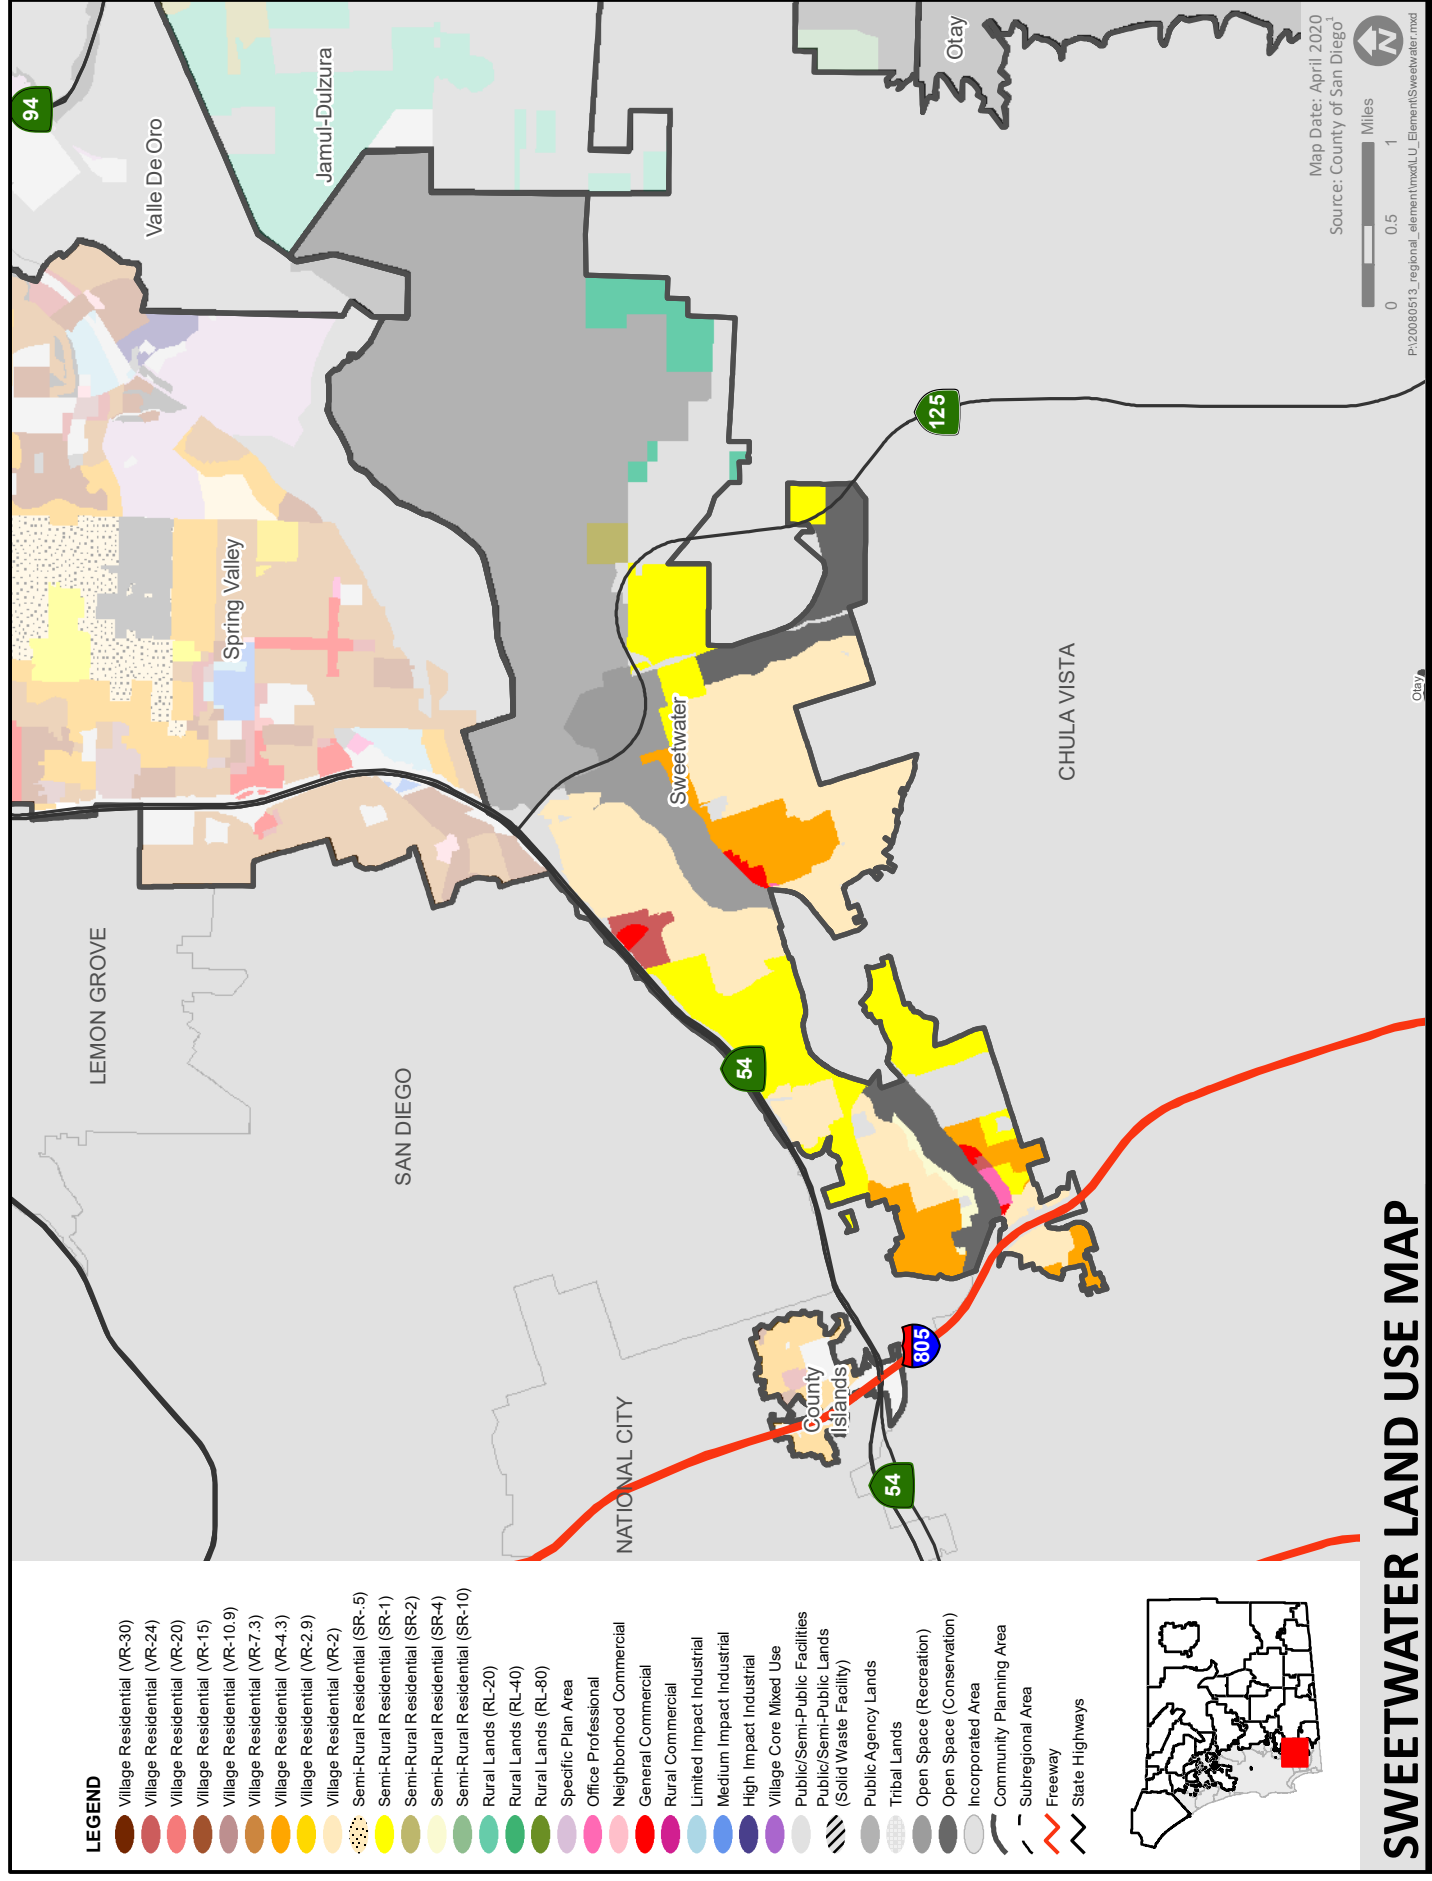 SWEETWATER LAND USE MAP
LEGEND
Village Residential (VR-30)
Village Residential (VR-24)
Village Residential (VR-20)
Village Residential (VR-15)
Village Residential (VR-10.9)
Village Residential (VR-7.3)
Village Residential (VR-4.3)
Village Residential (VR-2.9)
Village Residential (VR-2)
Semi-Rural Residential (SR-.5)
Semi-Rural Residential (SR-1)
Semi-Rural Residential (SR-2)
Semi-Rural Residential (SR-4)
Semi-Rural Residential (SR-10)
Rural Lands (RL-20)
Rural Lands (RL-40)
Rural Lands (RL-80)
Specific Plan Area
Office Professional
Neighborhood Commercial
General Commercial
Rural Commercial
Limited Impact Industrial
Medium Impact Industrial
High Impact Industrial
Village Core Mixed Use
Public/Semi-Public Facilities
Public/Semi-Public Lands
(Solid Waste Facility)
Public Agency Lands
Tribal Lands
Open Space (Recreation)
Open Space (Conservation)
Incorporated Area
Community Planning Area
Subregional Area
Freeway
State Highways
94
Valle De Oro
Jamul-Dulzura
Otay
Spring Valley
LEMON GROVE
SAN DIEGO
125
Sweetwater
CHULA VISTA
Otay
54
NATIONAL CITY
County
Islands
805
54
Map Date: April 2020
Source: County of San Diego¹
N
Miles
0 0.5 1
P:\20080513_regional_element\mxd\LU_Element\Sweetwater.mxd